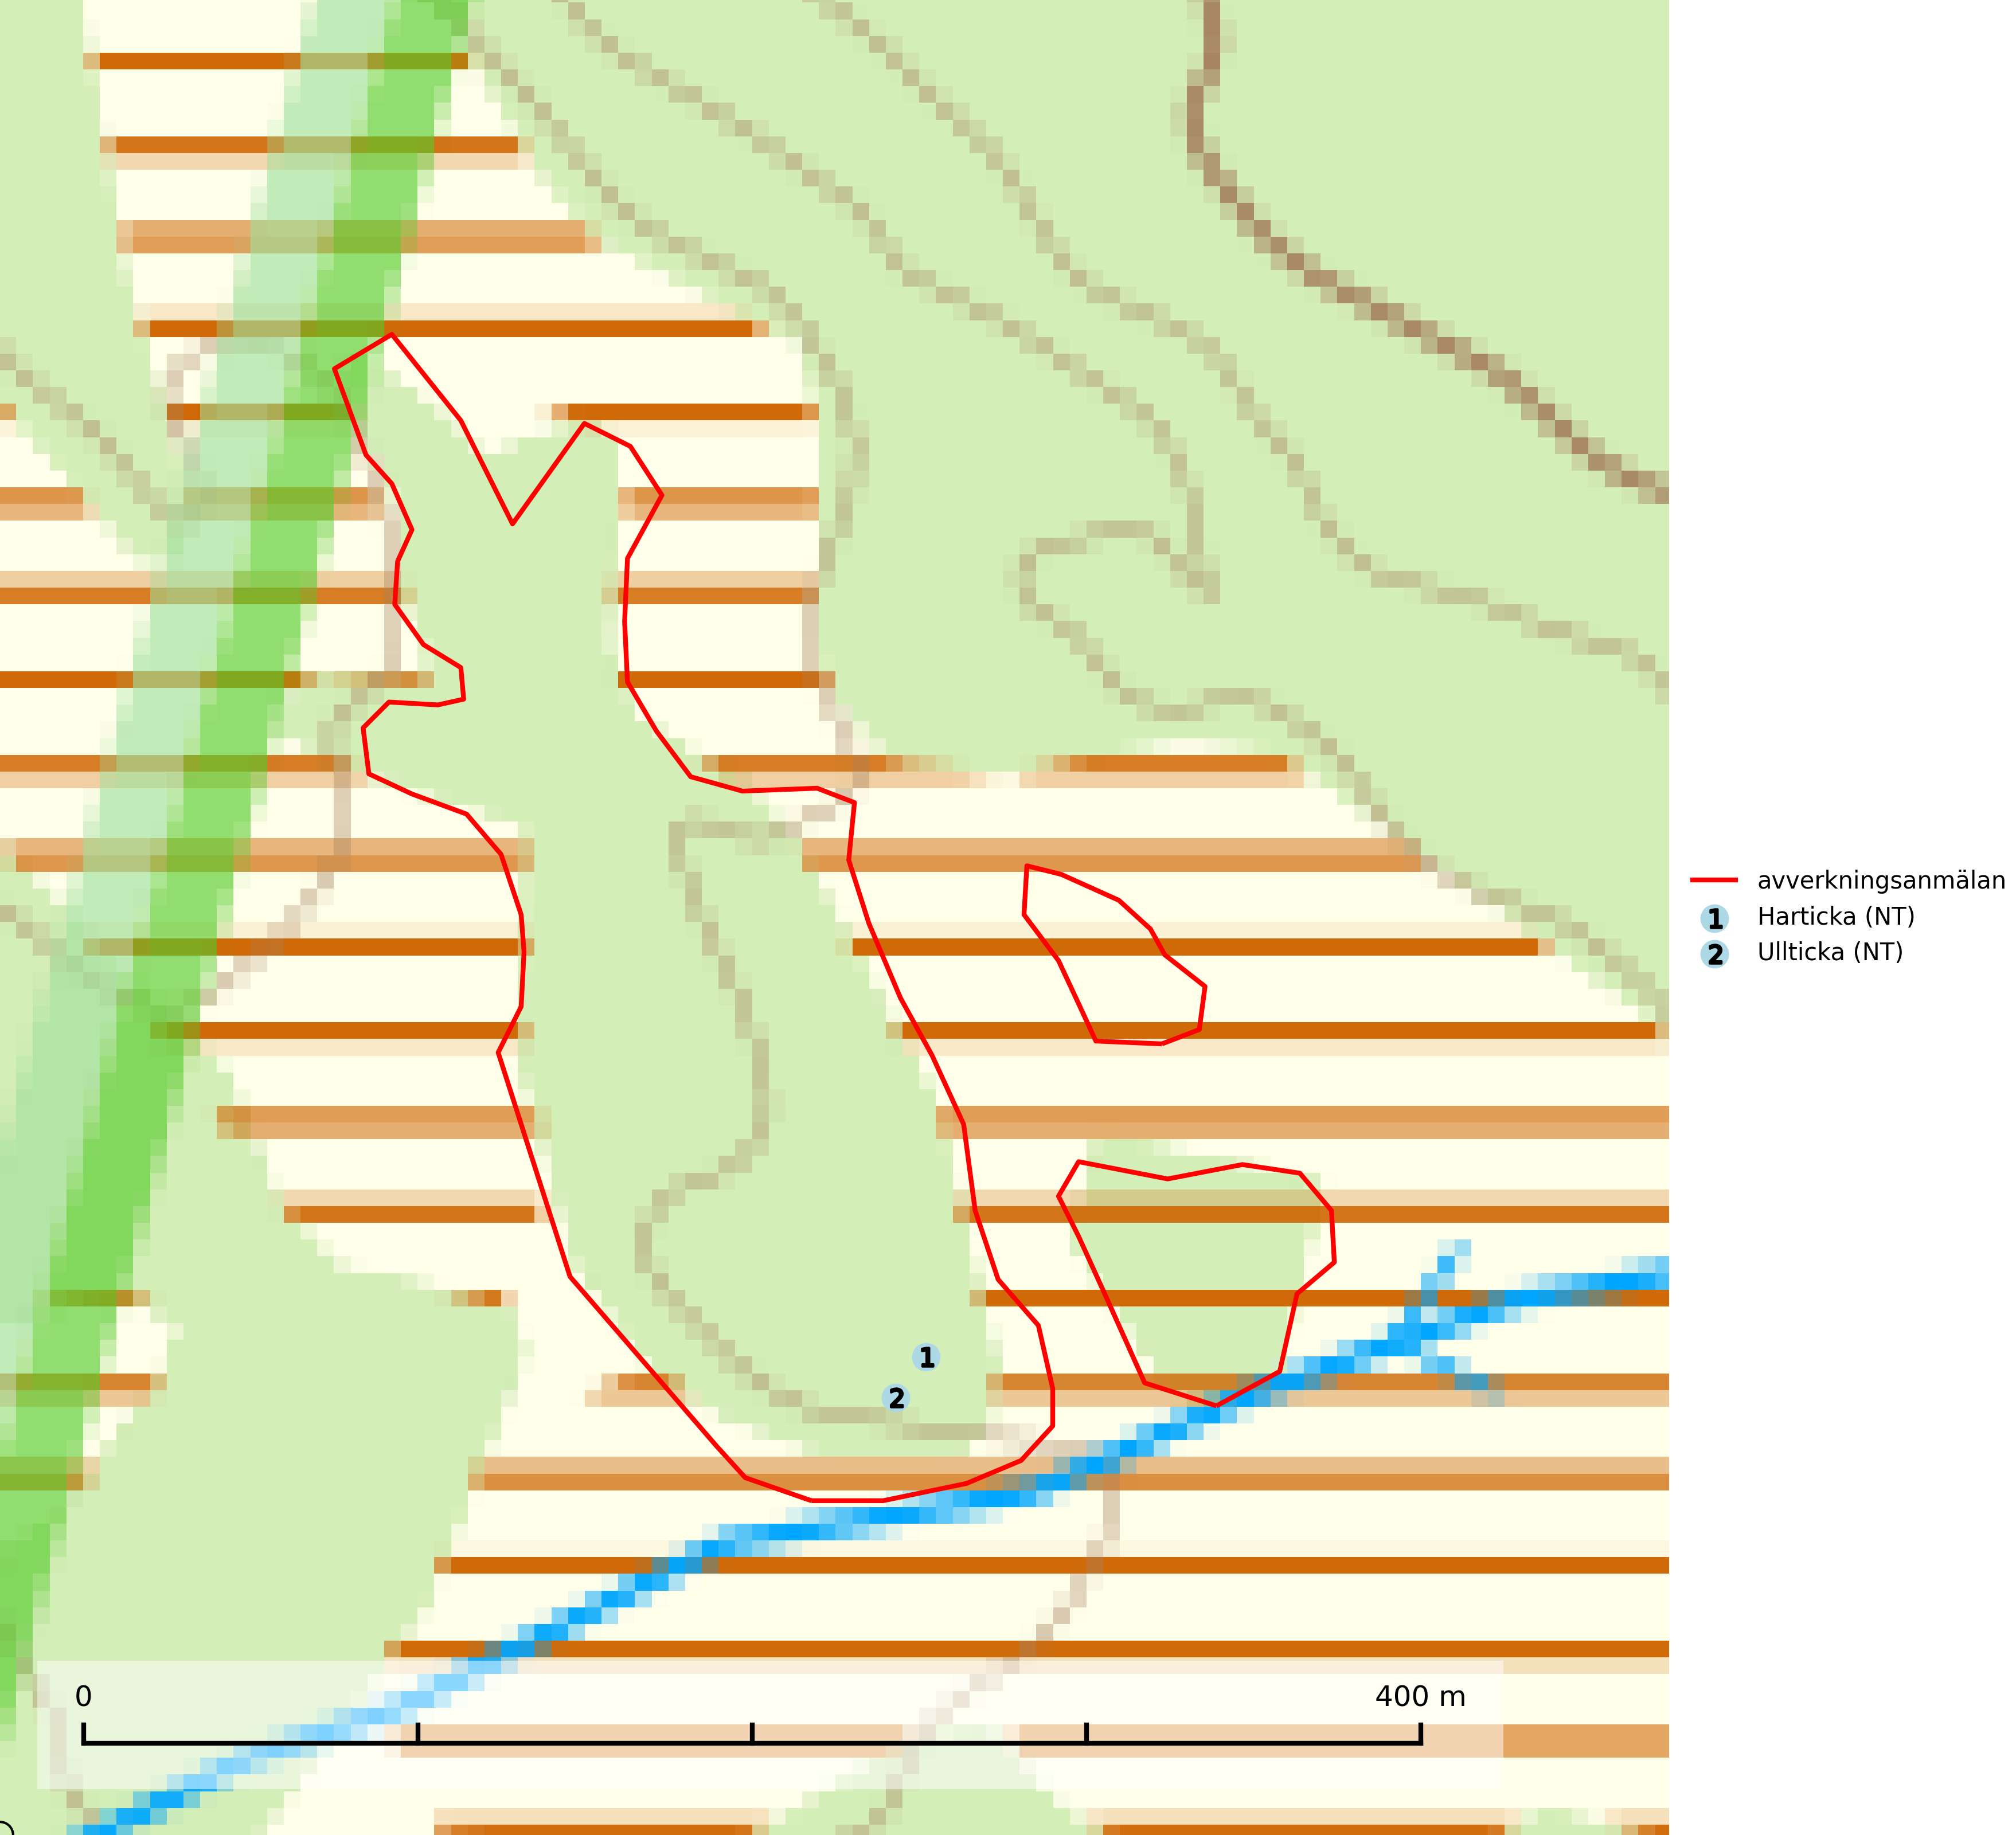 avverkningsanmälan
1 Harticka (NT)
2 Ullticka (NT)
1
2
0 400 m